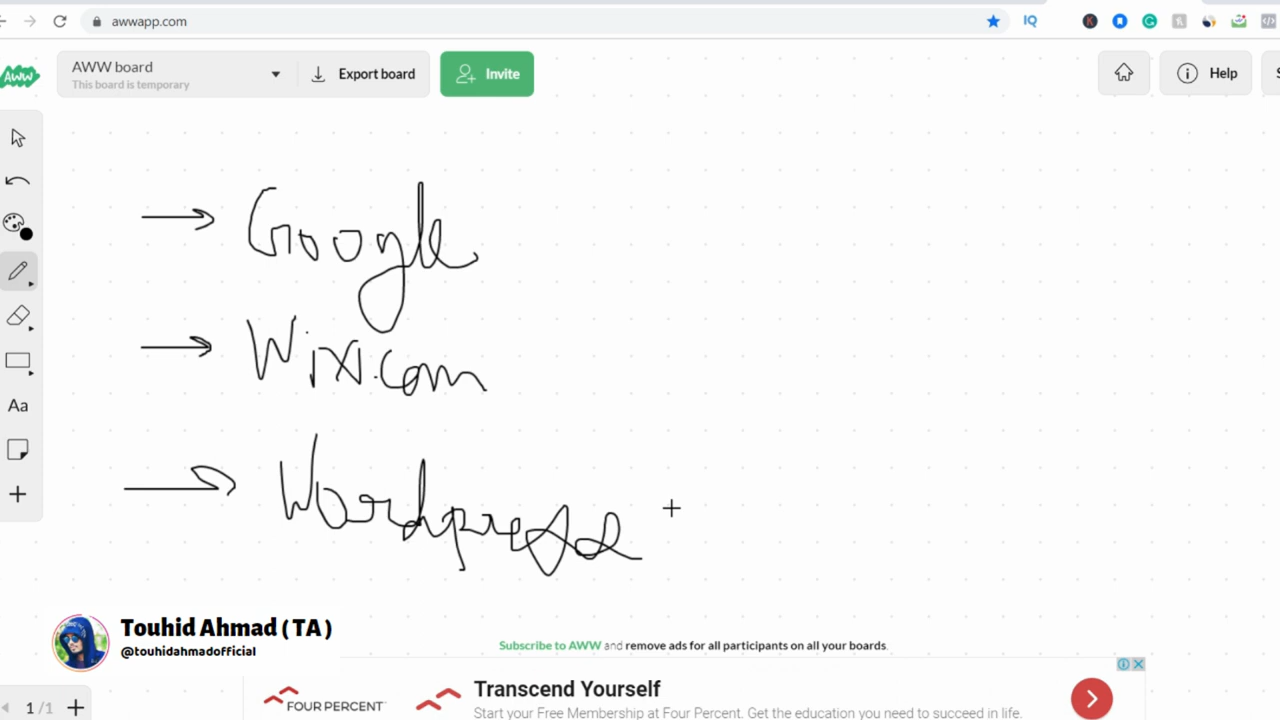 awwapp.com
IQ
AWW
AWW board
This board is temporary
Export board
Invite
Help
S
Google
Wix.com
Wordpress
Aa
Touhid Ahmad ( TA )
@touhidahmadofficial
Subscribe to AWW and remove ads for all participants on all your boards.
FOUR PERCENT
Transcend Yourself
Start your Free Membership at Four Percent. Get the education you need to succeed in life.
1 / 1